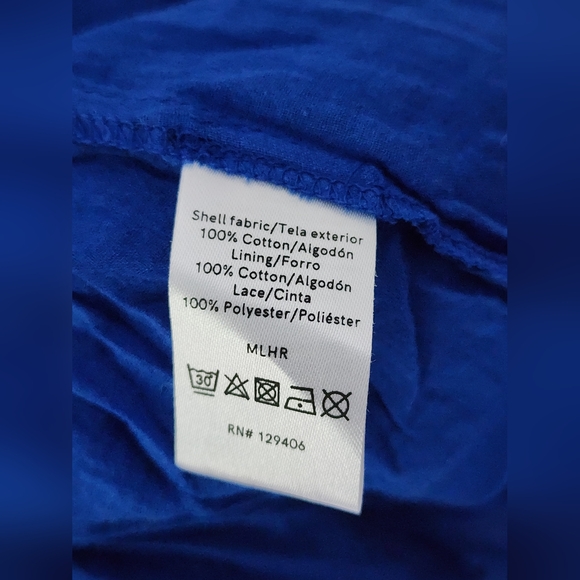 Shell fabric/Tela exterior
100% Cotton/Algodón
Lining/Forro
100% Cotton/Algodón
Lace/Cinta
100% Polyester/Poliéster
MLHR
30
RN# 129406